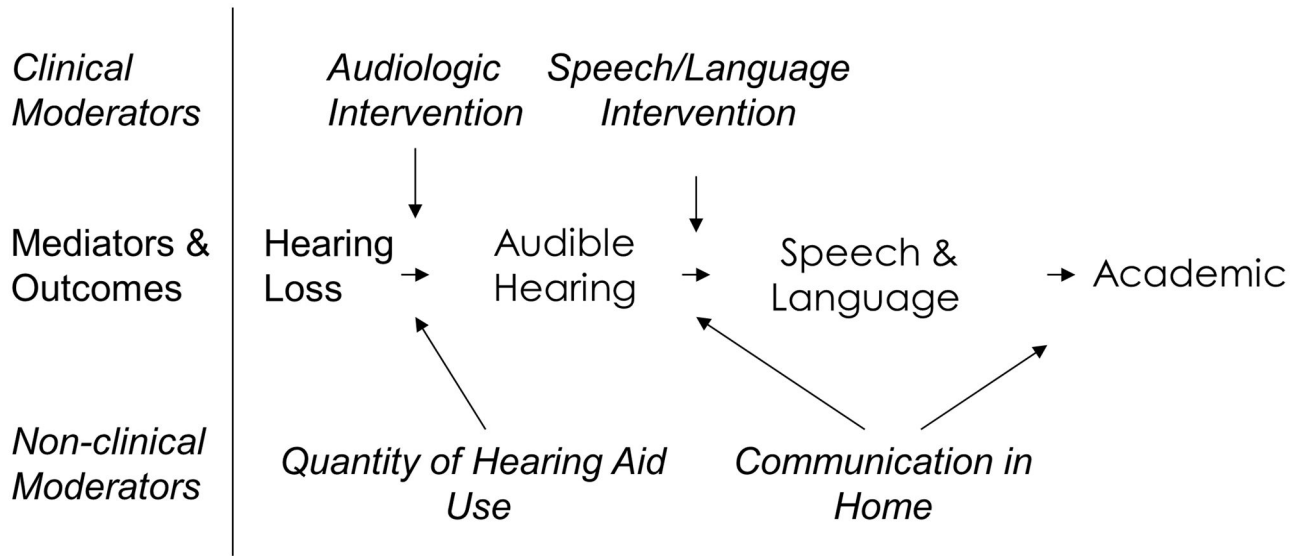 Clinical
Moderators
Audiologic
Intervention
Speech/Language
Intervention
Mediators &
Outcomes
Hearing
Loss
Audible
Hearing
Speech &
Language
Academic
Non-clinical
Moderators
Quantity of Hearing Aid
Use
Communication in
Home